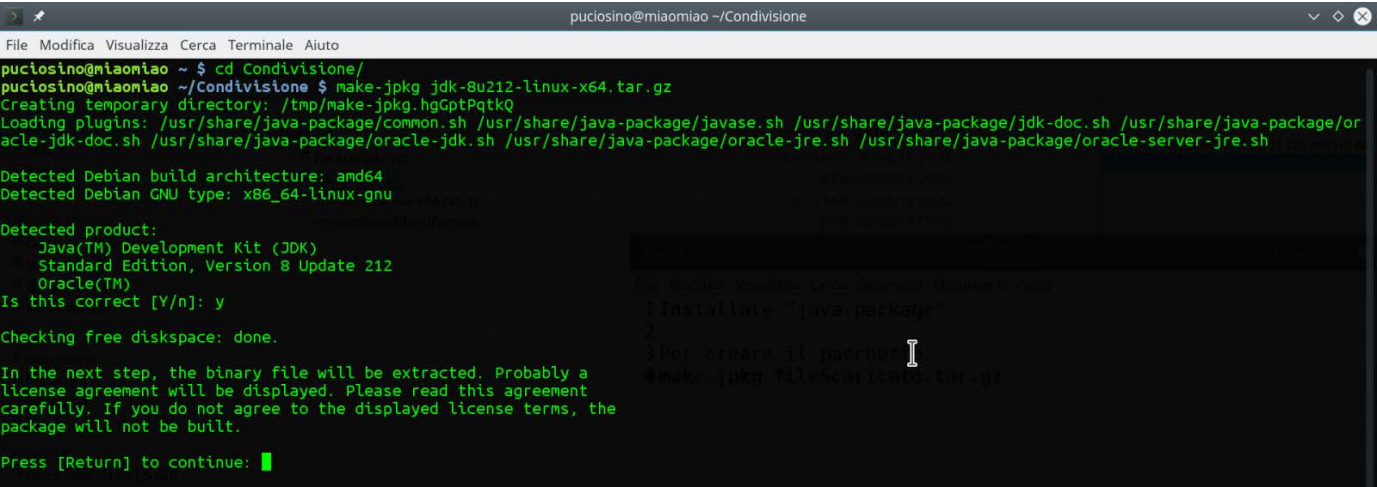 puciosino@miaomiao ~/Condivisione
File Modifica Visualizza Cerca Terminale Aiuto
puciosino@miaomiao ~ $ cd Condivisione/
puciosino@miaomiao ~/Condivisione $ make-jpkg jdk-8u212-linux-x64.tar.gz
Creating temporary directory: /tmp/make-jpkg.hgGptPqtkQ
Loading plugins: /usr/share/java-package/common.sh /usr/share/java-package/javase.sh /usr/share/java-package/jdk-doc.sh /usr/share/java-package/or
acle-jdk-doc.sh /usr/share/java-package/oracle-jdk.sh /usr/share/java-package/oracle-jre.sh /usr/share/java-package/oracle-server-jre.sh
Detected Debian build architecture: amd64
Detected Debian GNU type: x86_64-linux-gnu
Detected product:
Java(TM) Development Kit (JDK)
Standard Edition, Version 8 Update 212
Oracle(TM)
Is this correct [Y/n]: y
Checking free diskspace: done.
In the next step, the binary file will be extracted. Probably a
license agreement will be displayed. Please read this agreement
carefully. If you do not agree to the displayed license terms, the
package will not be built.
Press [Return] to continue:
1 Installare "java-package"
2
3 Per creare il pacchetto:
4 make-jpkg fileScaricato.tar.gz